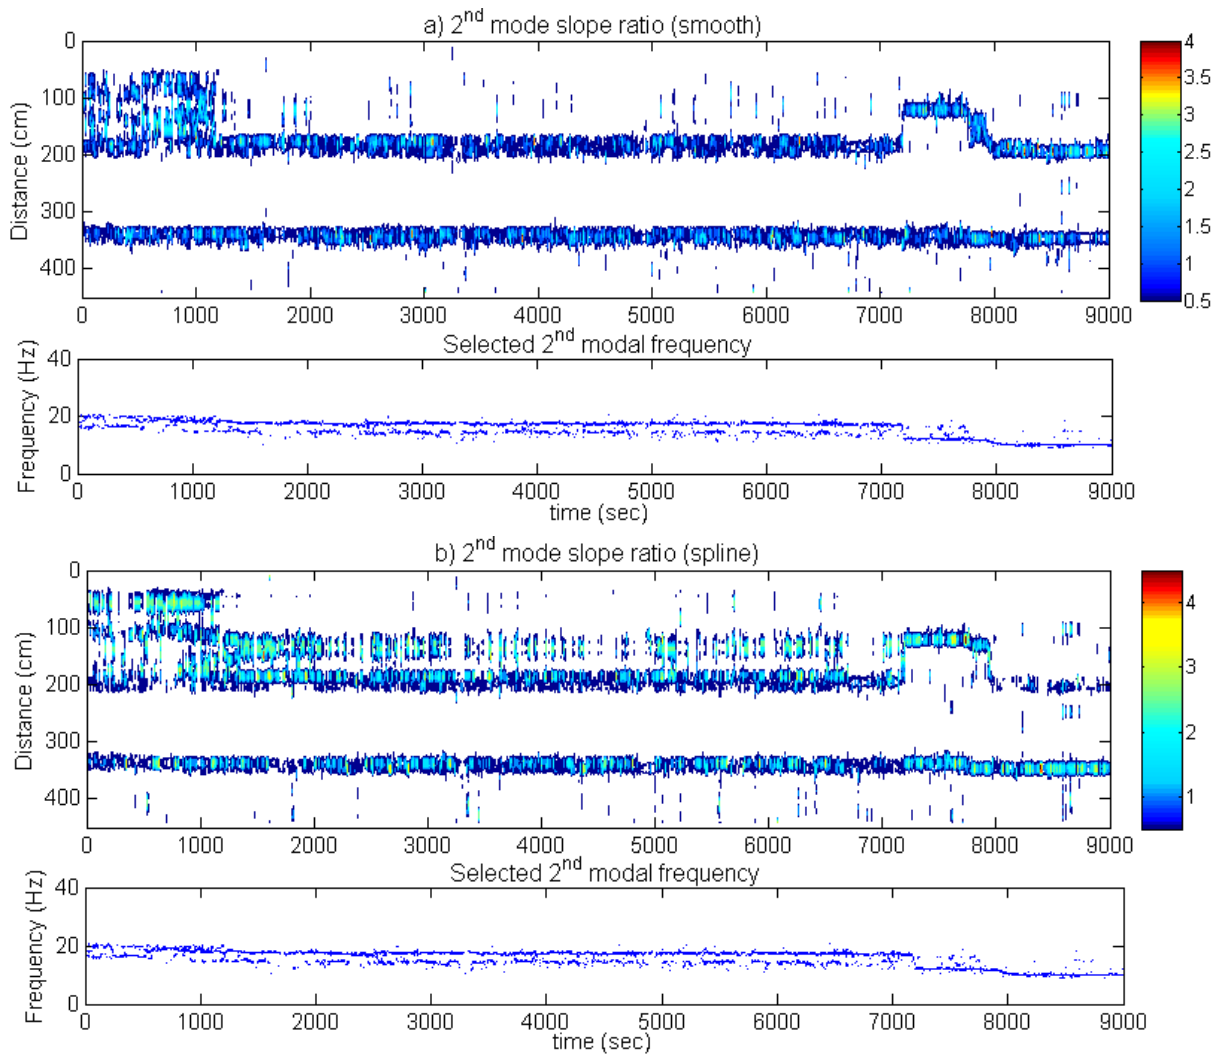 a) 2nd mode slope ratio (smooth)
Distance (cm)
0
100
200
300
400
0 1000 2000 3000 4000 5000 6000 7000 8000 9000
4
3.5
3
2.5
2
1.5
1
0.5
Selected 2nd modal frequency
Frequency (Hz)
40
20
0
0 1000 2000 3000 4000 5000 6000 7000 8000 9000
time (sec)
b) 2nd mode slope ratio (spline)
Distance (cm)
0
100
200
300
400
0 1000 2000 3000 4000 5000 6000 7000 8000 9000
4
3
2
1
Selected 2nd modal frequency
Frequency (Hz)
40
20
0
0 1000 2000 3000 4000 5000 6000 7000 8000 9000
time (sec)